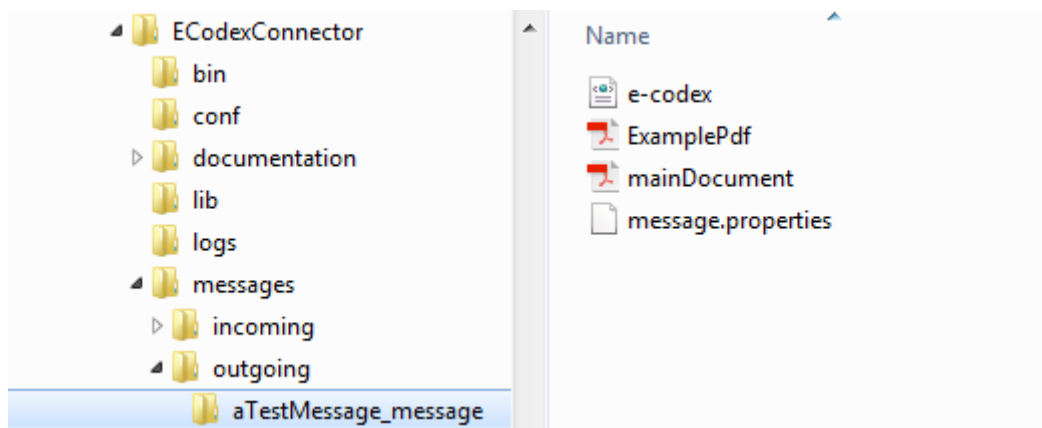 ECodexConnector
bin
conf
documentation
lib
logs
messages
incoming
outgoing
aTestMessage_message
Name
e-codex
ExamplePdf
mainDocument
message.properties